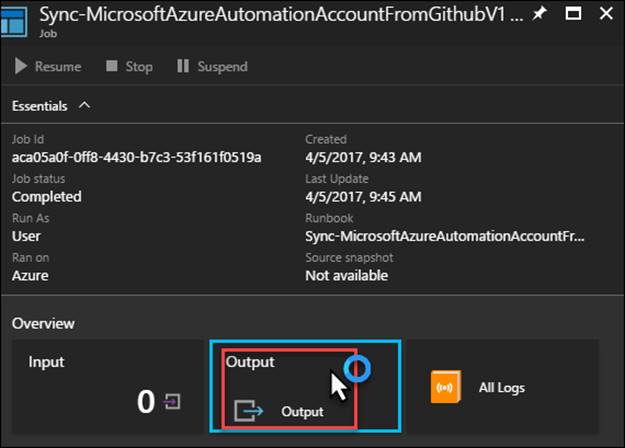 Sync-MicrosoftAzureAutomationAccountFromGithubV1 ...
Job
Resume Stop Suspend
Essentials
Job Id Created
aca05a0f-0ff8-4430-b7c3-53f161f0519a 4/5/2017, 9:43 AM
Job status Last Update
Completed 4/5/2017, 9:45 AM
Run As Runbook
User Sync-MicrosoftAzureAutomationAccountFr...
Ran on Source snapshot
Azure Not available
Overview
Input Output
0 Output All Logs